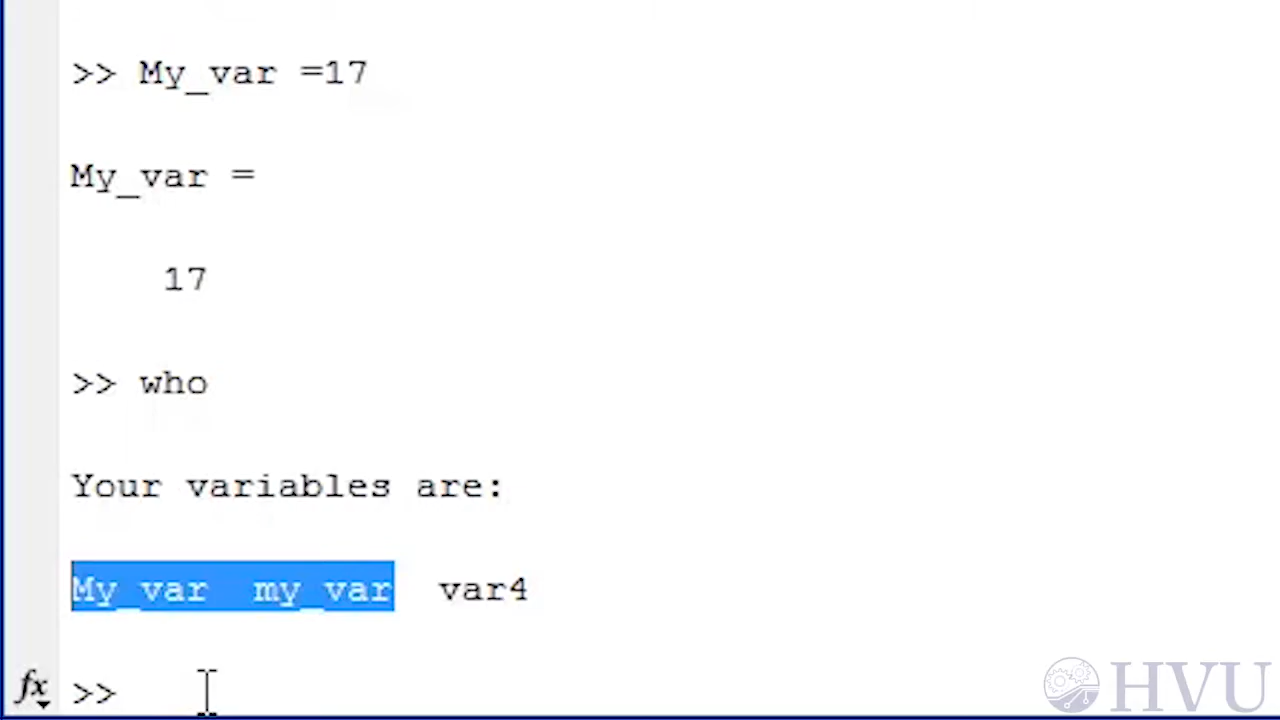 >> My_var =17
My_var =
17
>> who
Your variables are:
My_var my_var var4
fx >>
HVU